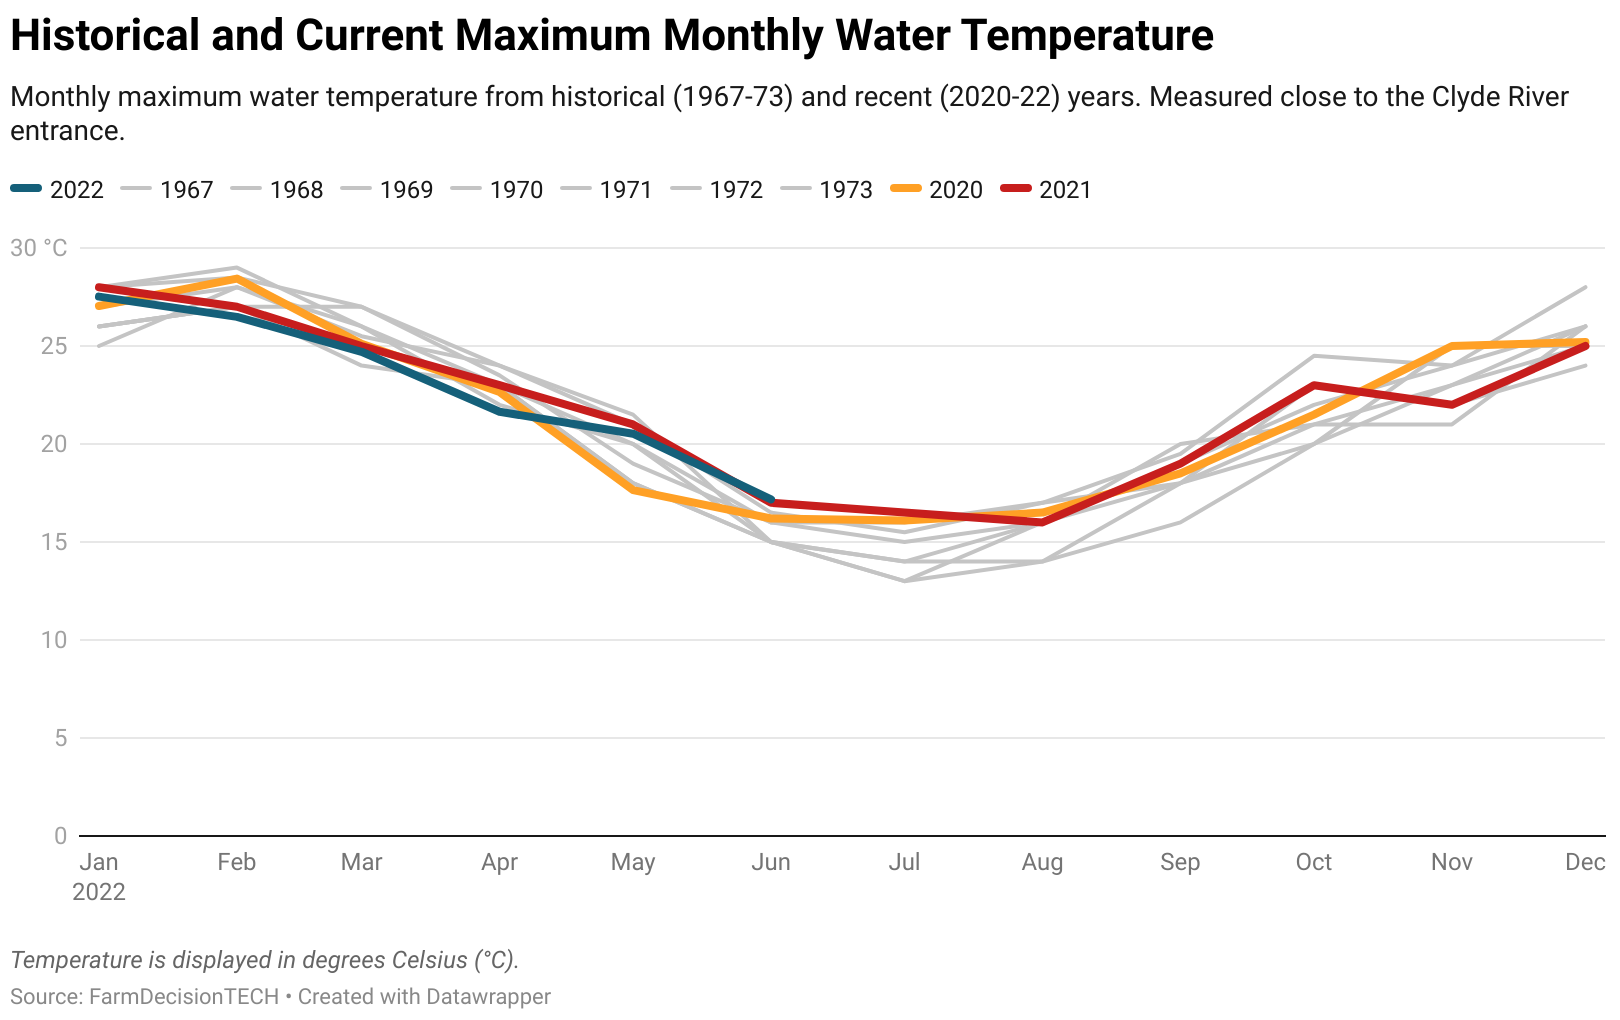 Historical and Current Maximum Monthly Water Temperature
Monthly maximum water temperature from historical (1967-73) and recent (2020-22) years. Measured close to the Clyde River
entrance.
2022 1967 1968 1969 1970 1971 1972 1973 2020 2021
30 °C
25
20
15
10
5
0
Jan Feb Mar Apr May Jun Jul Aug Sep Oct Nov Dec
2022
Temperature is displayed in degrees Celsius (°C).
Source: FarmDecisionTECH • Created with Datawrapper